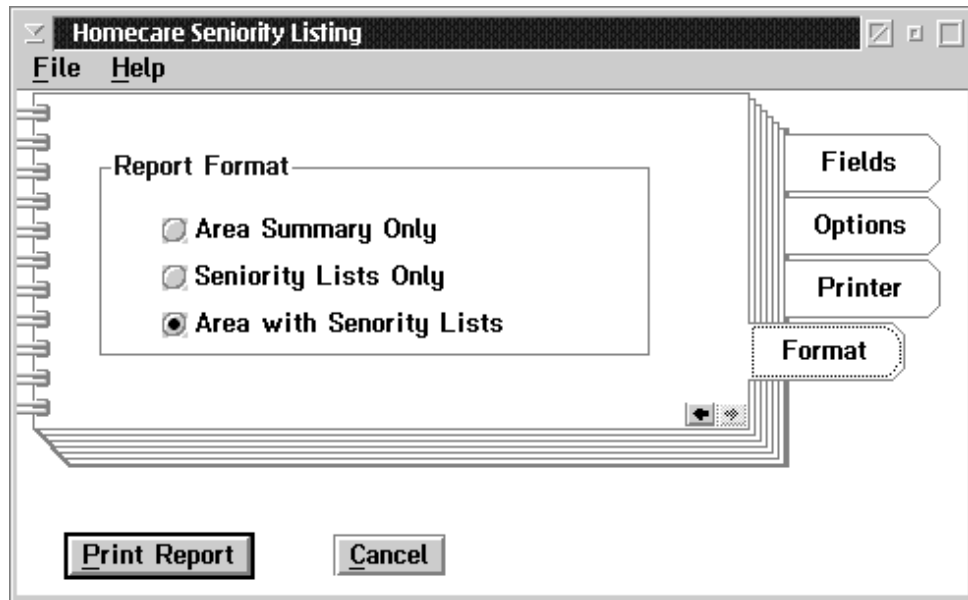 Homecare Seniority Listing
File Help
Report Format
Area Summary Only
Seniority Lists Only
Area with Senority Lists
Fields
Options
Printer
Format
Print Report Cancel